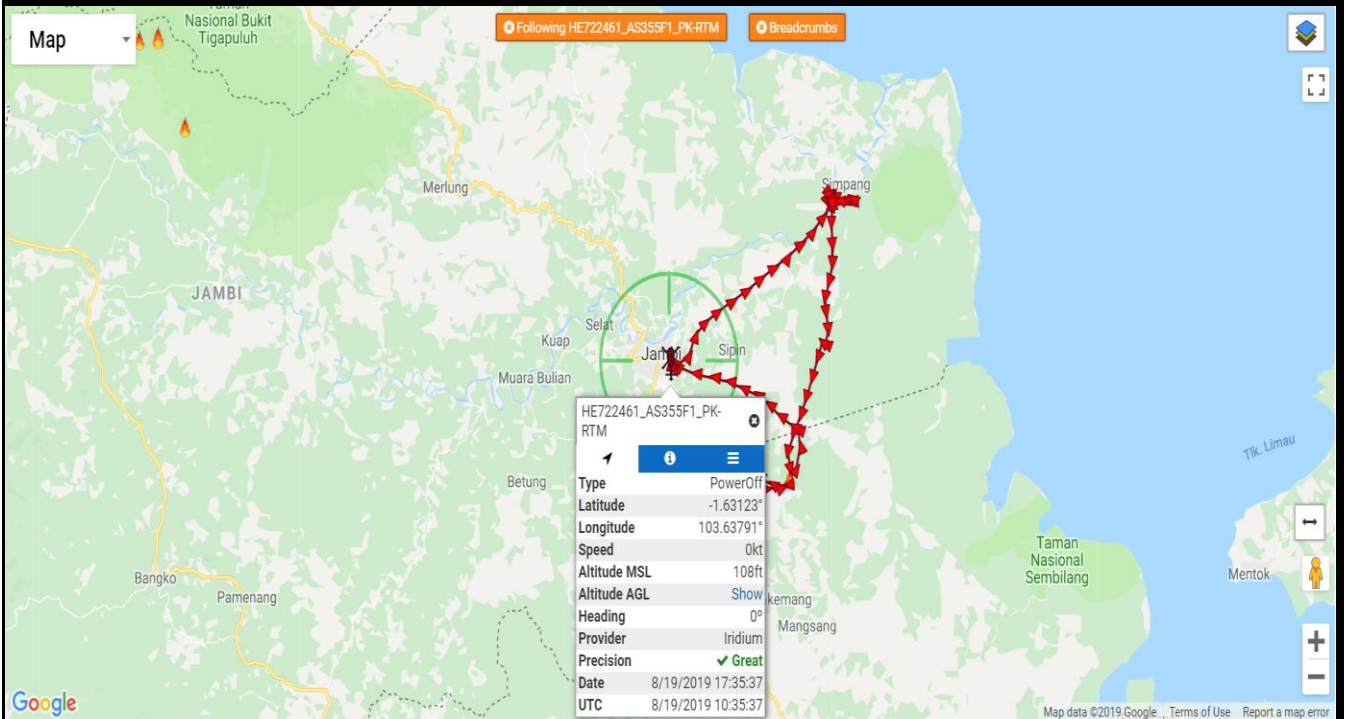 Taman
Nasional Bukit
Tigapuluh
Map
Following HE722461_AS355F1_PK-RTM
Breadcrumbs
Merlung
Simpang
JAMBI
Selat
Kuap
Jambi
Sipin
Muara Bulian
HE722461_AS355F1_PK-
RTM
Type PowerOff
Latitude -1.63123°
Longitude 103.63791°
Speed 0kt
Altitude MSL 108ft
Altitude AGL Show
Heading 0°
Provider Iridium
Precision Great
Date 8/19/2019 17:35:37
UTC 8/19/2019 10:35:37
Betung
Tlk. Limau
Bangko
Pamenang
kemang
Mangsang
Taman
Nasional
Sembilang
Mentok
Google
Map data ©2019 Google Terms of Use Report a map error